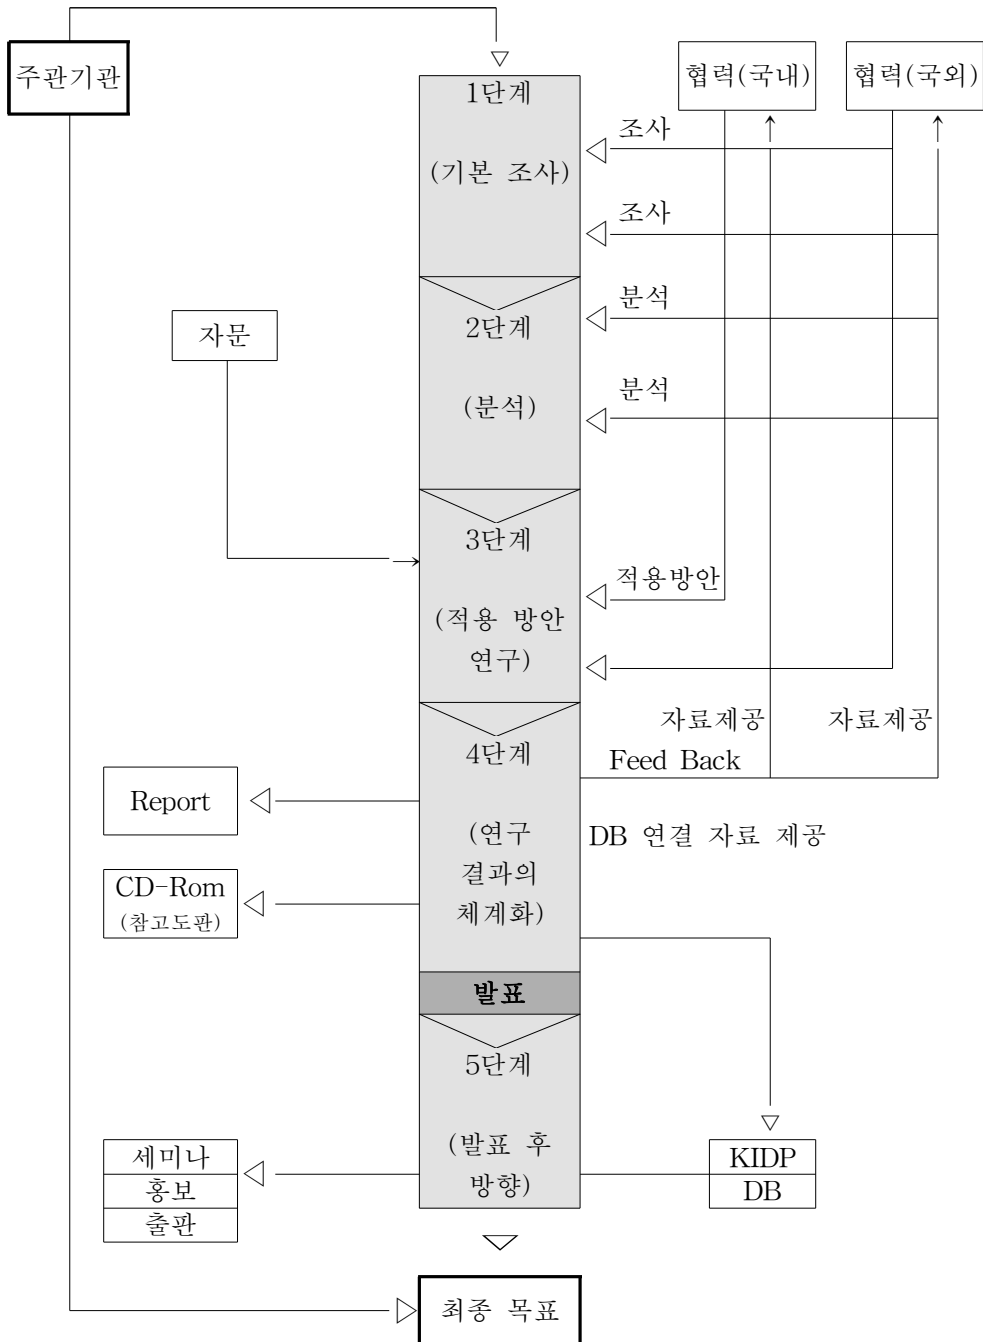 주관기관
협력(국내)
협력(국외)
1단계
(기본 조사)
조사
조사
자문
2단계
(분석)
분석
분석
3단계
(적용 방안
연구)
적용방안
자료제공
자료제공
4단계
Feed Back
Report
(연구
결과의
체계화)
DB 연결 자료 제공
CD-Rom
(참고도판)
발표
5단계
(발표 후
방향)
세미나
홍보
출판
KIDP
DB
최종 목표